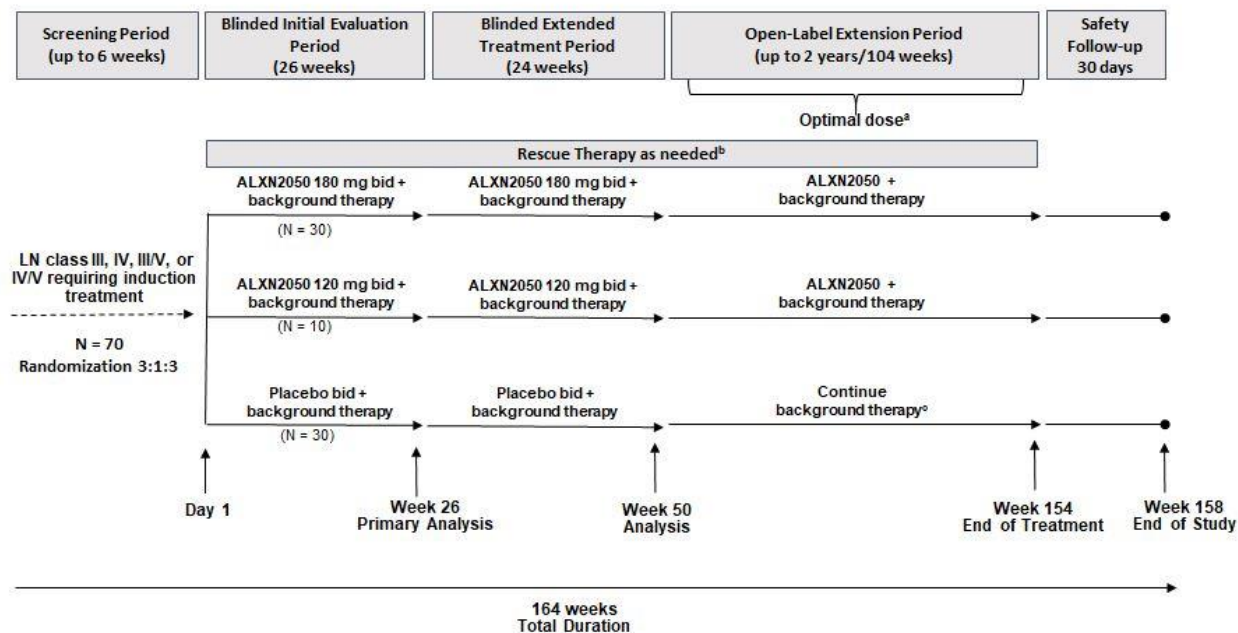 Screening Period
(up to 6 weeks)
Blinded Initial Evaluation
Period
(26 weeks)
Blinded Extended
Treatment Period
(24 weeks)
Open-Label Extension Period
(up to 2 years/104 weeks)
Safety
Follow-up
30 days
Optimal doseᵃ
Rescue Therapy as neededᵇ
ALXN2050 180 mg bid +
background therapy
(N = 30)
ALXN2050 180 mg bid +
background therapy
ALXN2050 +
background therapy
LN class III, IV, III/V, or
IV/V requiring induction
treatment
N = 70
Randomization 3:1:3
ALXN2050 120 mg bid +
background therapy
(N = 10)
ALXN2050 120 mg bid +
background therapy
ALXN2050 +
background therapy
Placebo bid +
background therapy
(N = 30)
Placebo bid +
background therapy
Continue
background therapyᶜ
Day 1
Week 26
Primary Analysis
Week 50
Analysis
Week 154
End of Treatment
Week 158
End of Study
164 weeks
Total Duration